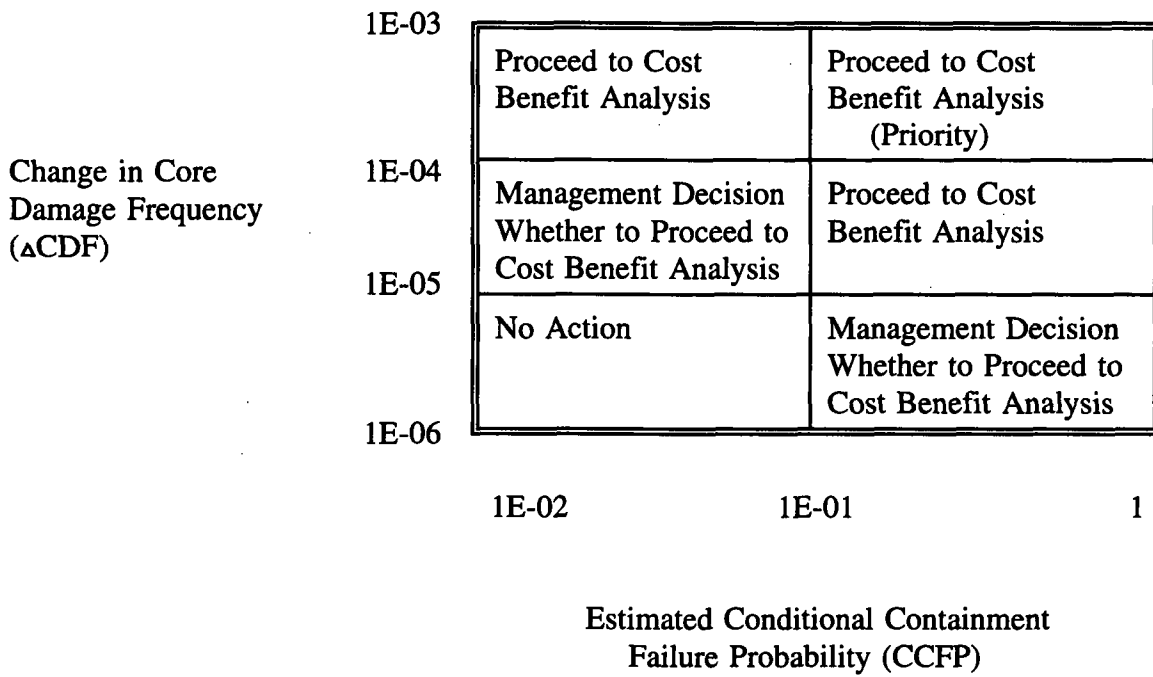 1E-03
Proceed to Cost
Benefit Analysis
Proceed to Cost
Benefit Analysis
(Priority)
Change in Core
Damage Frequency
(ΔCDF)
1E-04
Management Decision
Whether to Proceed to
Cost Benefit Analysis
Proceed to Cost
Benefit Analysis
1E-05
No Action
Management Decision
Whether to Proceed to
Cost Benefit Analysis
1E-06
1E-02
1E-01
1
Estimated Conditional Containment
Failure Probability (CCFP)